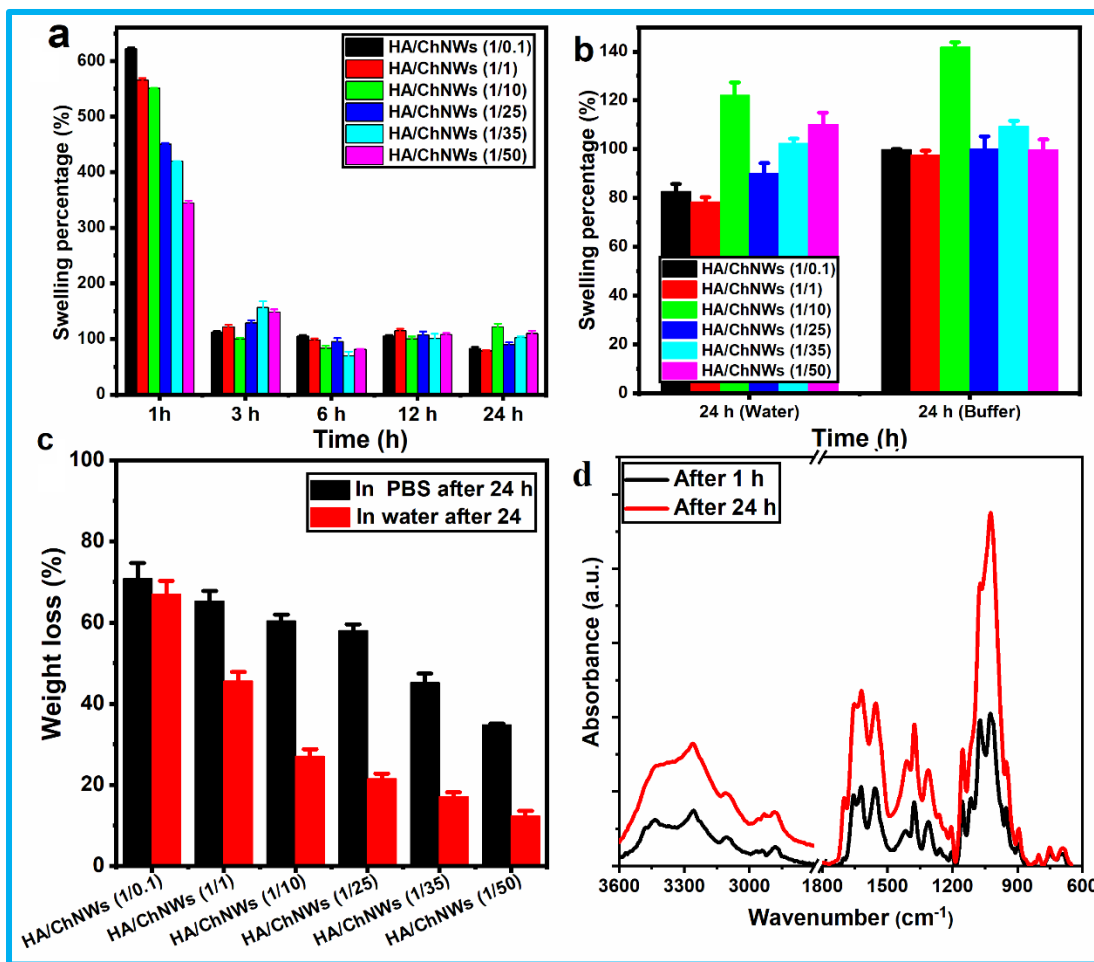 a
Swelling percentage (%)
600
500
400
300
200
100
0
HA/ChNWs (1/0.1)
HA/ChNWs (1/1)
HA/ChNWs (1/10)
HA/ChNWs (1/25)
HA/ChNWs (1/35)
HA/ChNWs (1/50)
1h 3 h 6 h 12 h 24 h
Time (h)
b
Swelling percentage (%)
140
120
100
80
60
40
20
0
HA/ChNWs (1/0.1)
HA/ChNWs (1/1)
HA/ChNWs (1/10)
HA/ChNWs (1/25)
HA/ChNWs (1/35)
HA/ChNWs (1/50)
24 h (Water) 24 h (Buffer)
Time (h)
c
Weight loss (%)
100
80
60
40
20
0
In PBS after 24 h
In water after 24
HA/ChNWs (1/0.1)
HA/ChNWs (1/1)
HA/ChNWs (1/10)
HA/ChNWs (1/25)
HA/ChNWs (1/35)
HA/ChNWs (1/50)
d
Absorbance (a.u.)
After 1 h
After 24 h
3600 3300 3000 1800 1500 1200 900 600
Wavenumber (cm⁻¹)